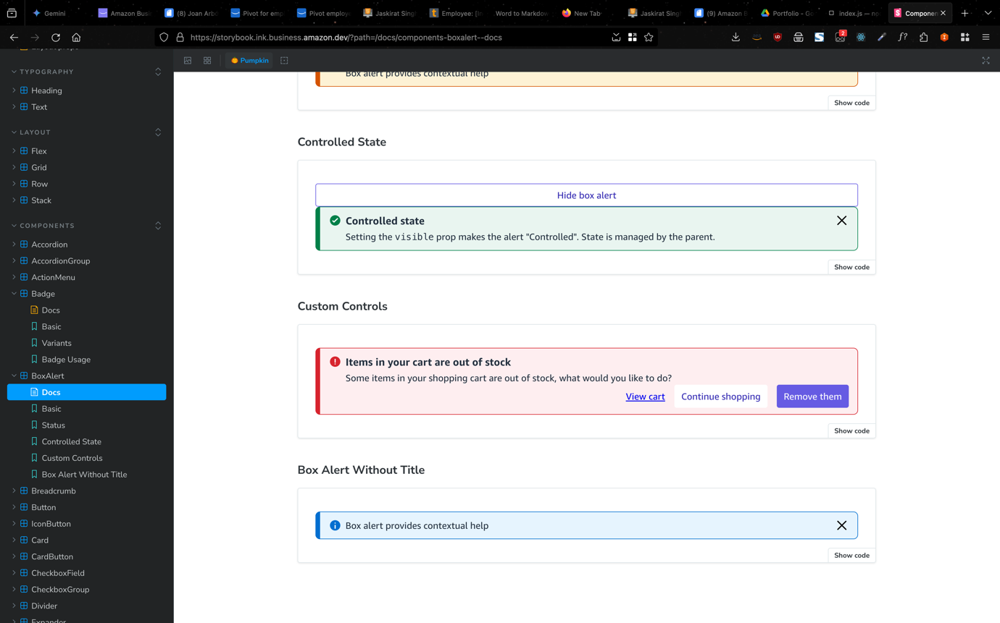 Gemini
Amazon Busi
(8) Joan Arb
Pivot for emp
Pivot employe
Jaskirat Sing
Employee: [In
Word to Markdow
New Tab
Jaskirat Sing
(9) Amazon B
Portfolio - Go
index.js — no
Componen
https://storybook.ink.business.amazon.dev/?path=/docs/components-boxalert--docs
2
Pumpkin
TYPOGRAPHY
Heading
Text
LAYOUT
Flex
Grid
Row
Stack
COMPONENTS
Accordion
AccordionGroup
ActionMenu
Badge
Docs
Basic
Variants
Badge Usage
BoxAlert
Docs
Basic
Status
Controlled State
Custom Controls
Box Alert Without Title
Breadcrumb
Button
IconButton
Card
CardButton
CheckboxField
CheckboxGroup
Divider
Expander
Box alert provides contextual help
Show code
Controlled State
Hide box alert
Controlled state
Setting the visible prop makes the alert "Controlled". State is managed by the parent.
Show code
Custom Controls
Items in your cart are out of stock
Some items in your shopping cart are out of stock, what would you like to do?
View cart
Continue shopping
Remove them
Show code
Box Alert Without Title
Box alert provides contextual help
Show code